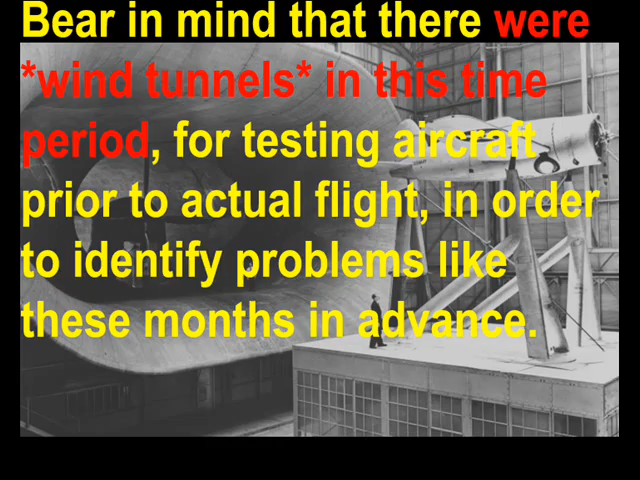 Bear in mind that there were
*wind tunnels* in this time
period, for testing aircraft
prior to actual flight, in order
to identify problems like
these months in advance.